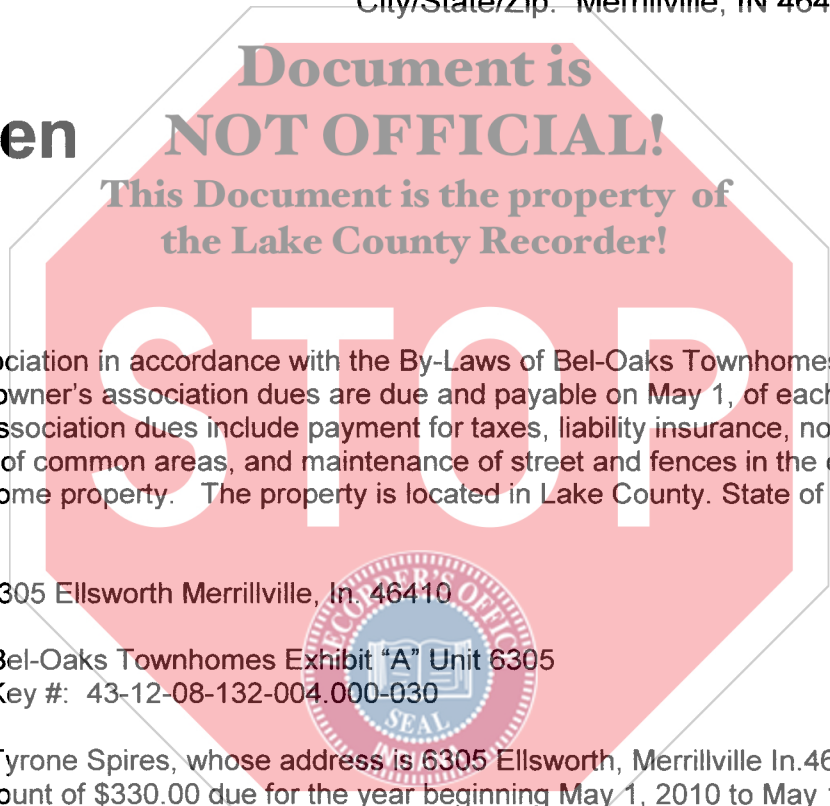 City/State/Zip: Merrillville, IN 464
Document is
en NOT OFFICIAL!
This Document is the property of
the Lake County Recorder!
STOP
ociation in accordance with the By-Laws of Bel-Oaks Townhomes
owner's association dues are due and payable on May 1, of each
ssociation dues include payment for taxes, liability insurance, no
of common areas, and maintenance of street and fences in the
ome property. The property is located in Lake County. State of
305 Ellsworth Merrillville, In. 46410
Bel-Oaks Townhomes Exhibit “A” Unit 6305
Key #: 43-12-08-132-004.000-030
RECORDER'S OFFICE
SEAL
Tyrone Spires, whose address is 6305 Ellsworth, Merrillville In.46
ount of $330.00 due for the year beginning May 1, 2010 to May